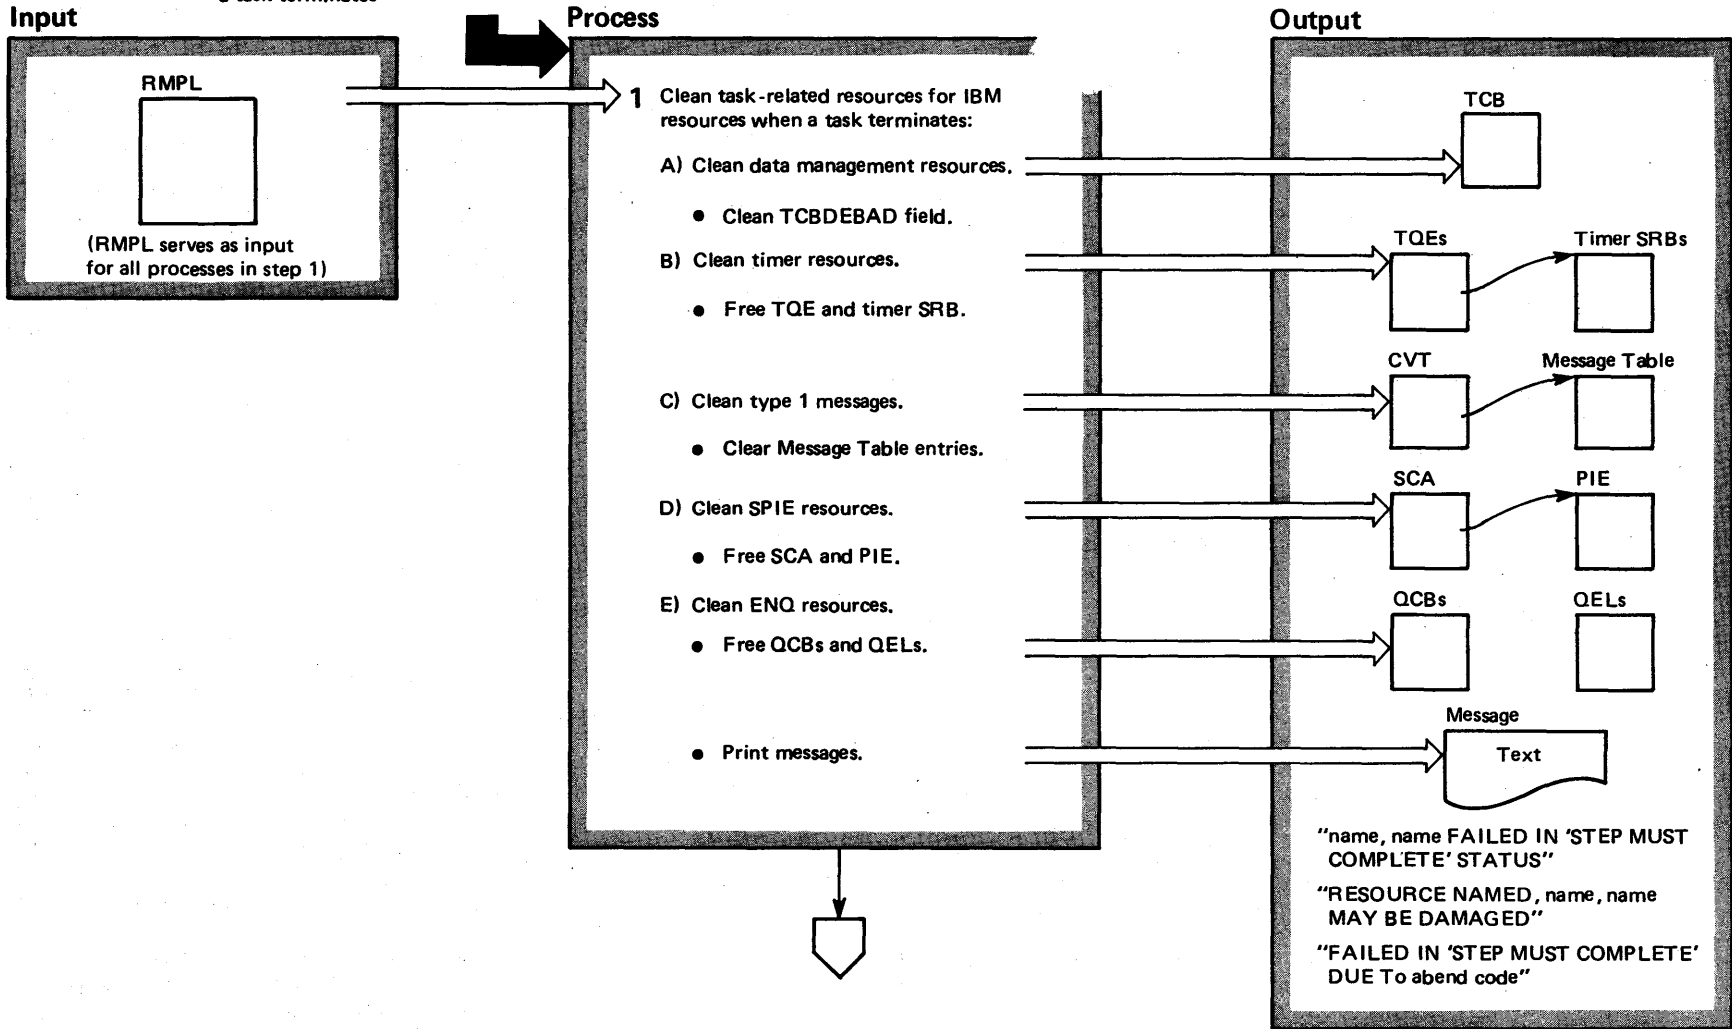 a task terminates
Input
Process
Output
RMPL
(RMPL serves as input
for all processes in step 1)
1 Clean task-related resources for IBM
resources when a task terminates:
A) Clean data management resources.
• Clean TCBDEBAD field.
B) Clean timer resources.
• Free TQE and timer SRB.
C) Clean type 1 messages.
• Clear Message Table entries.
D) Clean SPIE resources.
• Free SCA and PIE.
E) Clean ENQ resources.
• Free QCBs and QELs.
• Print messages.
TCB
TQEs
Timer SRBs
CVT
Message Table
SCA
PIE
QCBs
QELs
Message
Text
"name, name FAILED IN 'STEP MUST
COMPLETE' STATUS"
"RESOURCE NAMED, name, name
MAY BE DAMAGED"
"FAILED IN 'STEP MUST COMPLETE'
DUE To abend code"